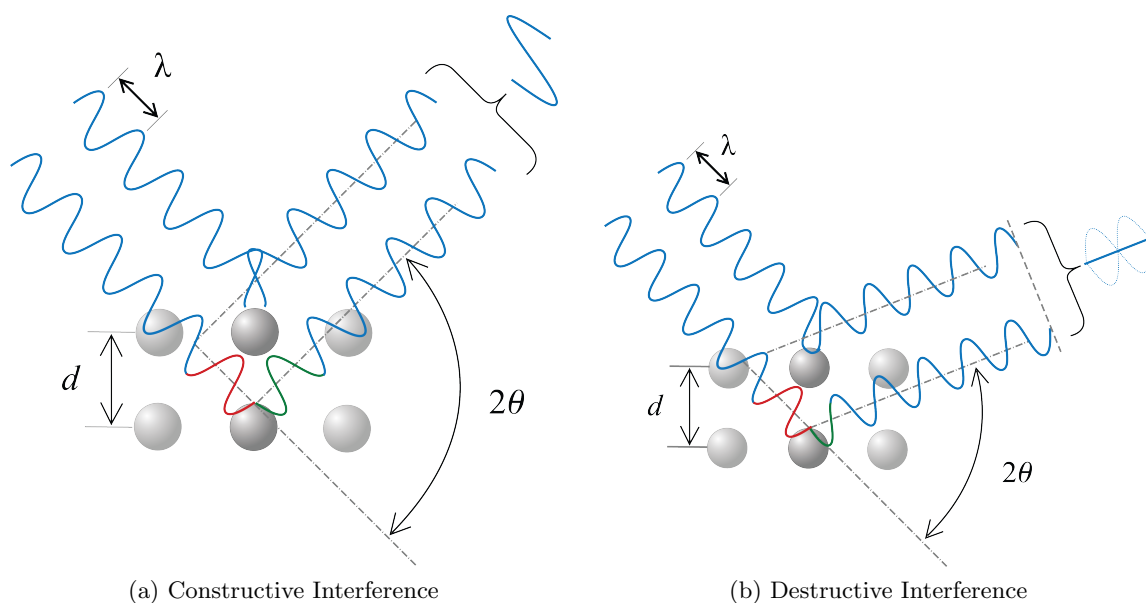 λ
d
2θ
(a) Constructive Interference
λ
d
2θ
(b) Destructive Interference